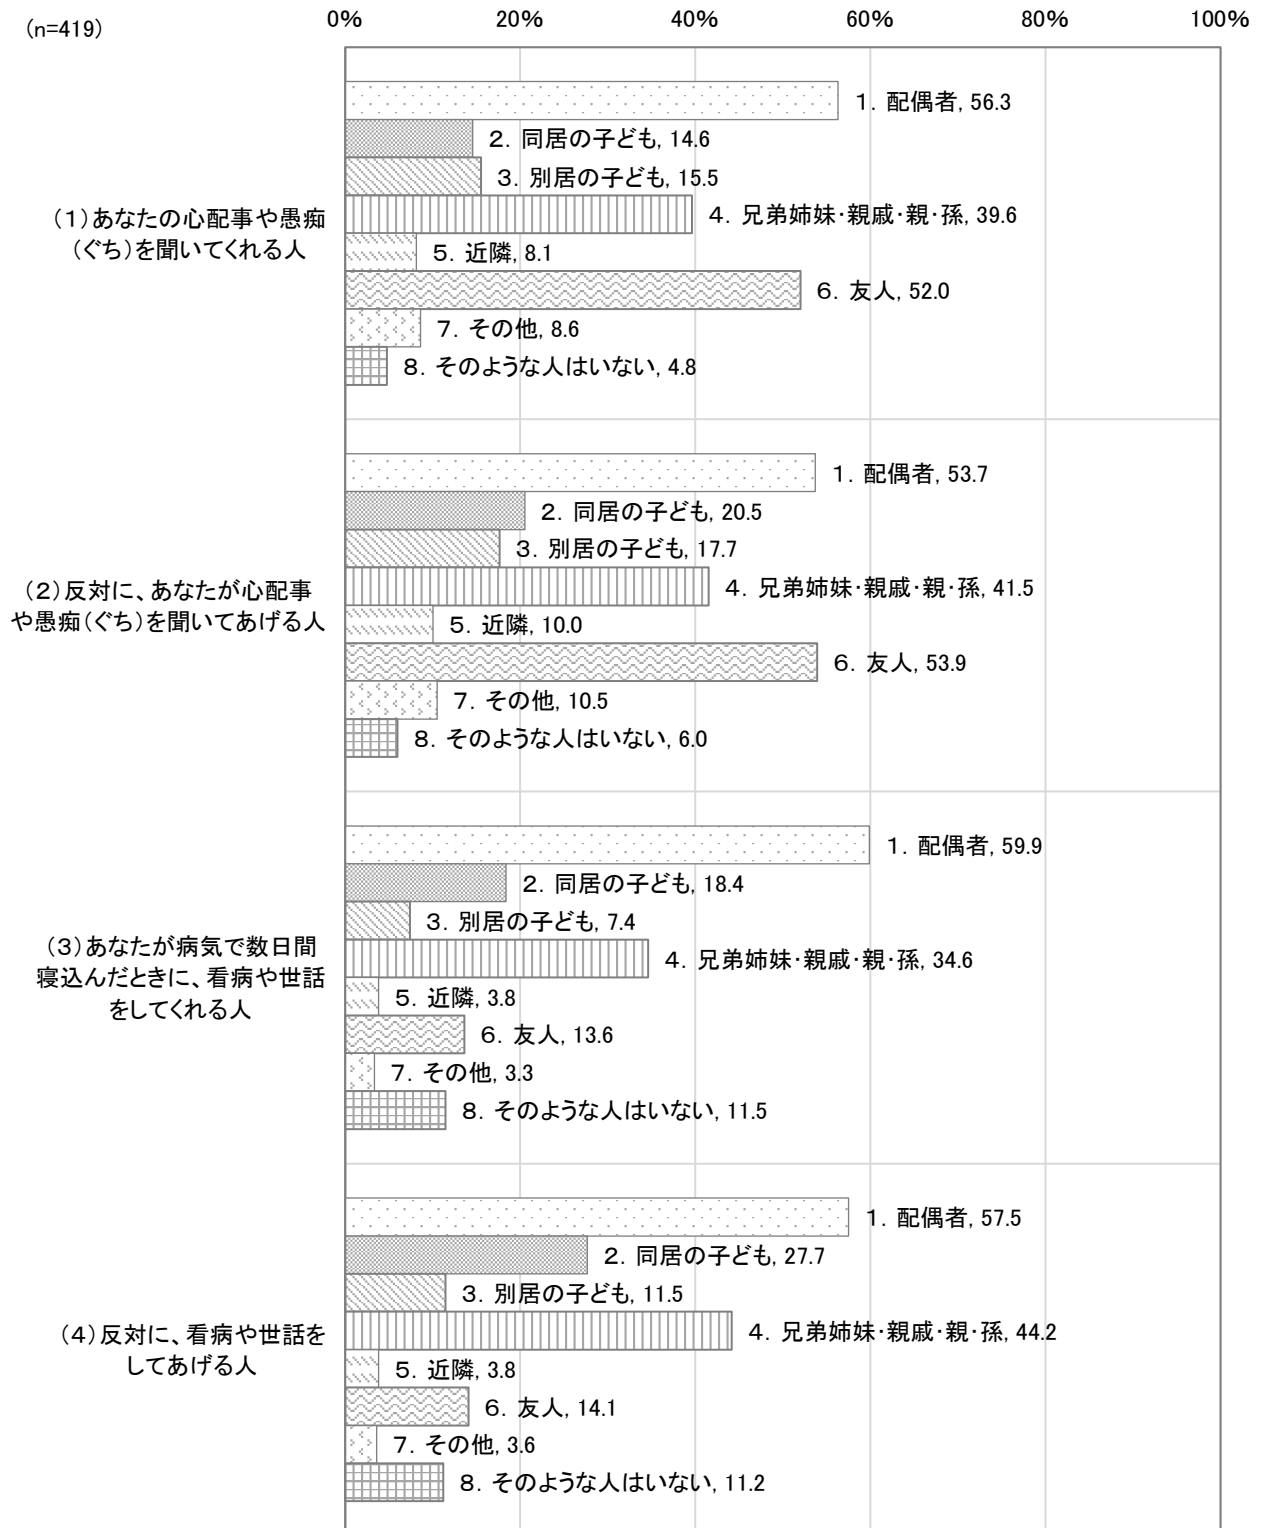 (n=419)
0% 20% 40% 60% 80% 100%
(1)あなたの心配事や愚痴
(ぐち)を聞いてくれる人
1. 配偶者, 56.3
2. 同居の子ども, 14.6
3. 別居の子ども, 15.5
4. 兄弟姉妹・親戚・親・孫, 39.6
5. 近隣, 8.1
6. 友人, 52.0
7. その他, 8.6
8. そのような人はいない, 4.8
(2)反対に、あなたが心配事
や愚痴(ぐち)を聞いてあげる人
1. 配偶者, 53.7
2. 同居の子ども, 20.5
3. 別居の子ども, 17.7
4. 兄弟姉妹・親戚・親・孫, 41.5
5. 近隣, 10.0
6. 友人, 53.9
7. その他, 10.5
8. そのような人はいない, 6.0
(3)あなたが病気で数日間
寝込んだときに、看病や世話
をしてくれる人
1. 配偶者, 59.9
2. 同居の子ども, 18.4
3. 別居の子ども, 7.4
4. 兄弟姉妹・親戚・親・孫, 34.6
5. 近隣, 3.8
6. 友人, 13.6
7. その他, 3.3
8. そのような人はいない, 11.5
(4)反対に、看病や世話を
してあげる人
1. 配偶者, 57.5
2. 同居の子ども, 27.7
3. 別居の子ども, 11.5
4. 兄弟姉妹・親戚・親・孫, 44.2
5. 近隣, 3.8
6. 友人, 14.1
7. その他, 3.6
8. そのような人はいない, 11.2